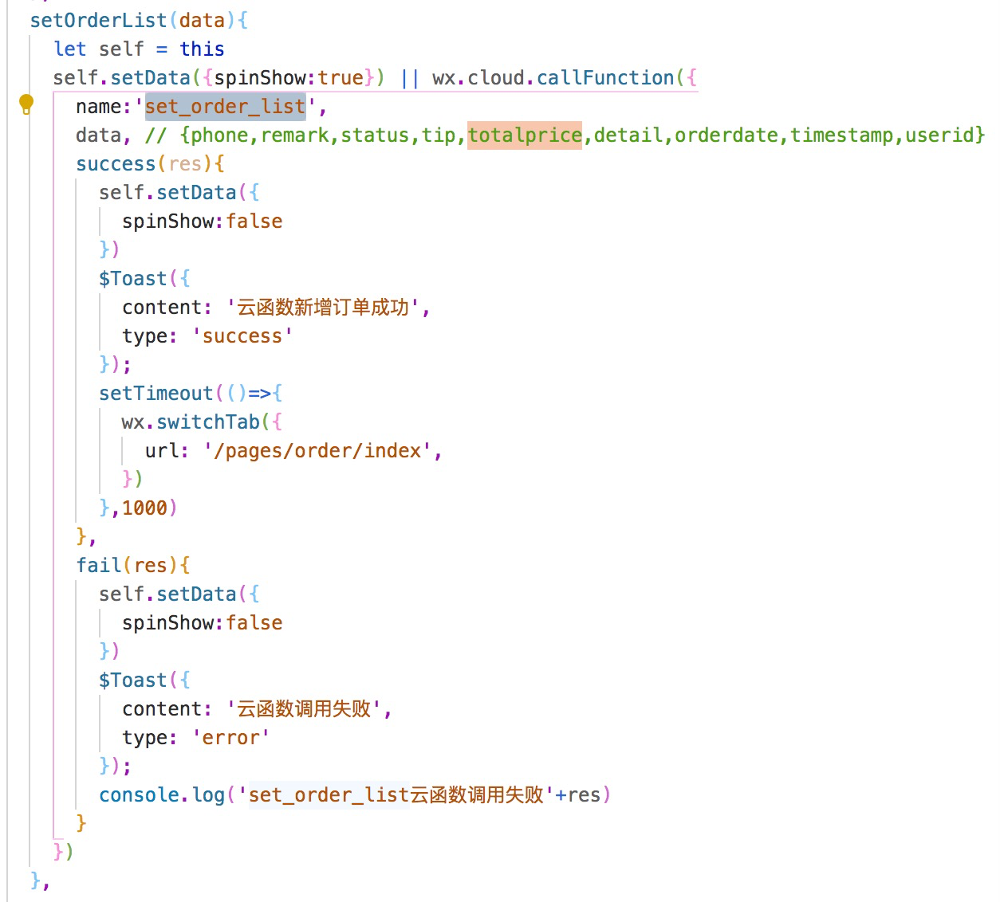 setOrderList(data){
let self = this
self.setData({spinShow:true}) || wx.cloud.callFunction({
name:'set_order_list',
data, // {phone,remark,status,tip,totalprice,detail,orderdate,timestamp,userid}
success(res){
self.setData({
spinShow:false
})
$Toast({
content: '云函数新增订单成功',
type: 'success'
});
setTimeout(()=>{
wx.switchTab({
url: '/pages/order/index',
})
},1000)
},
fail(res){
self.setData({
spinShow:false
})
$Toast({
content: '云函数调用失败',
type: 'error'
});
console.log('set_order_list云函数调用失败'+res)
}
})
},